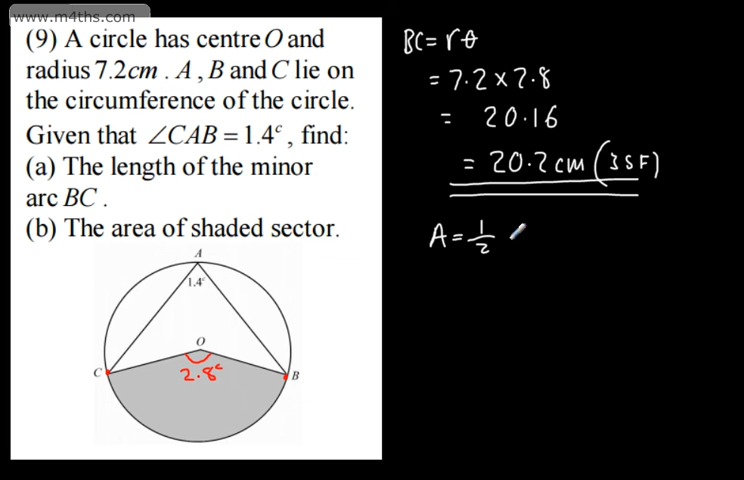 www.m4ths.com
(9) A circle has centre O and
radius 7.2cm . A , B and C lie on
the circumference of the circle.
Given that ∠CAB = 1.4ᶜ , find:
(a) The length of the minor
arc BC .
(b) The area of shaded sector.
A
1.4ᶜ
O
2.8ᶜ
C
B
BC = rθ
= 7.2 × 2.8
= 20.16
= 20.2 cm (3SF)
A = 1/2